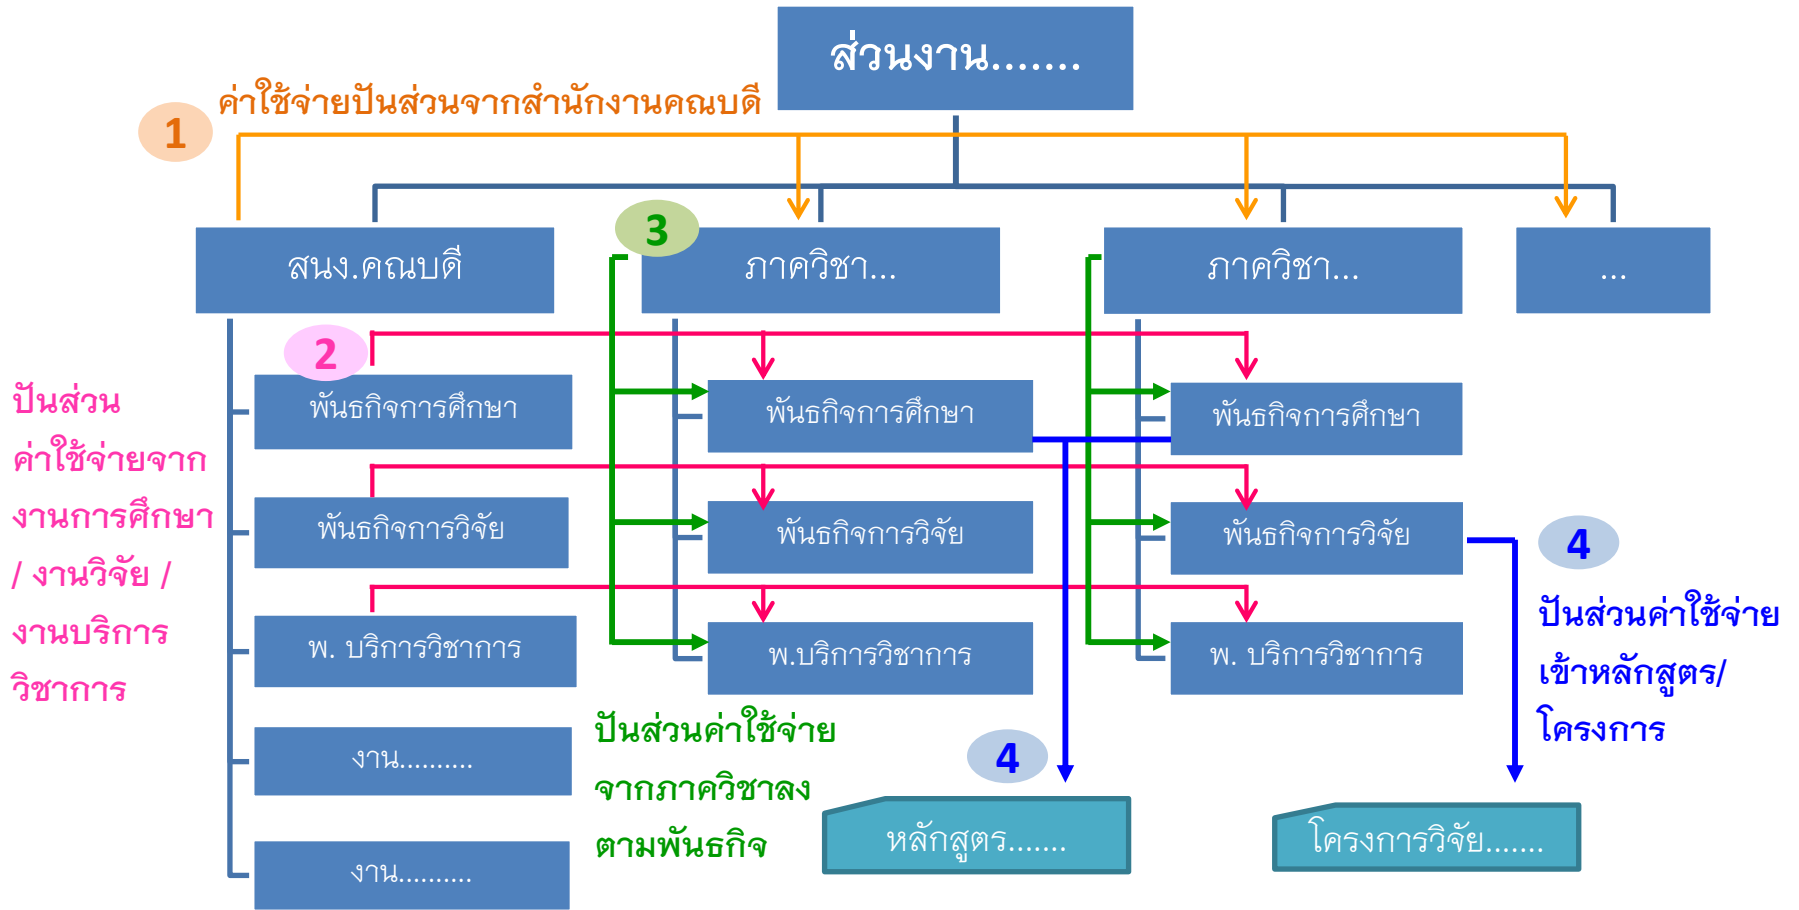 ส่วนงาน.......
ค่าใช้จ่ายปันส่วนจากสำนักงานคณบดี
1
สนง.คณบดี
3
ภาควิชา...
ภาควิชา...
...
2
ปันส่วน
ค่าใช้จ่ายจาก
งานการศึกษา
/ งานวิจัย /
งานบริการ
วิชาการ
พันธกิจการศึกษา
พันธกิจการศึกษา
พันธกิจการศึกษา
พันธกิจการวิจัย
พันธกิจการวิจัย
พันธกิจการวิจัย
พ. บริการวิชาการ
พ.บริการวิชาการ
พ. บริการวิชาการ
4
ปันส่วนค่าใช้จ่าย
เข้าหลักสูตร/
โครงการ
งาน..........
งาน..........
ปันส่วนค่าใช้จ่าย
จากภาควิชาลง
ตามพันธกิจ
4
หลักสูตร.......
โครงการวิจัย.......